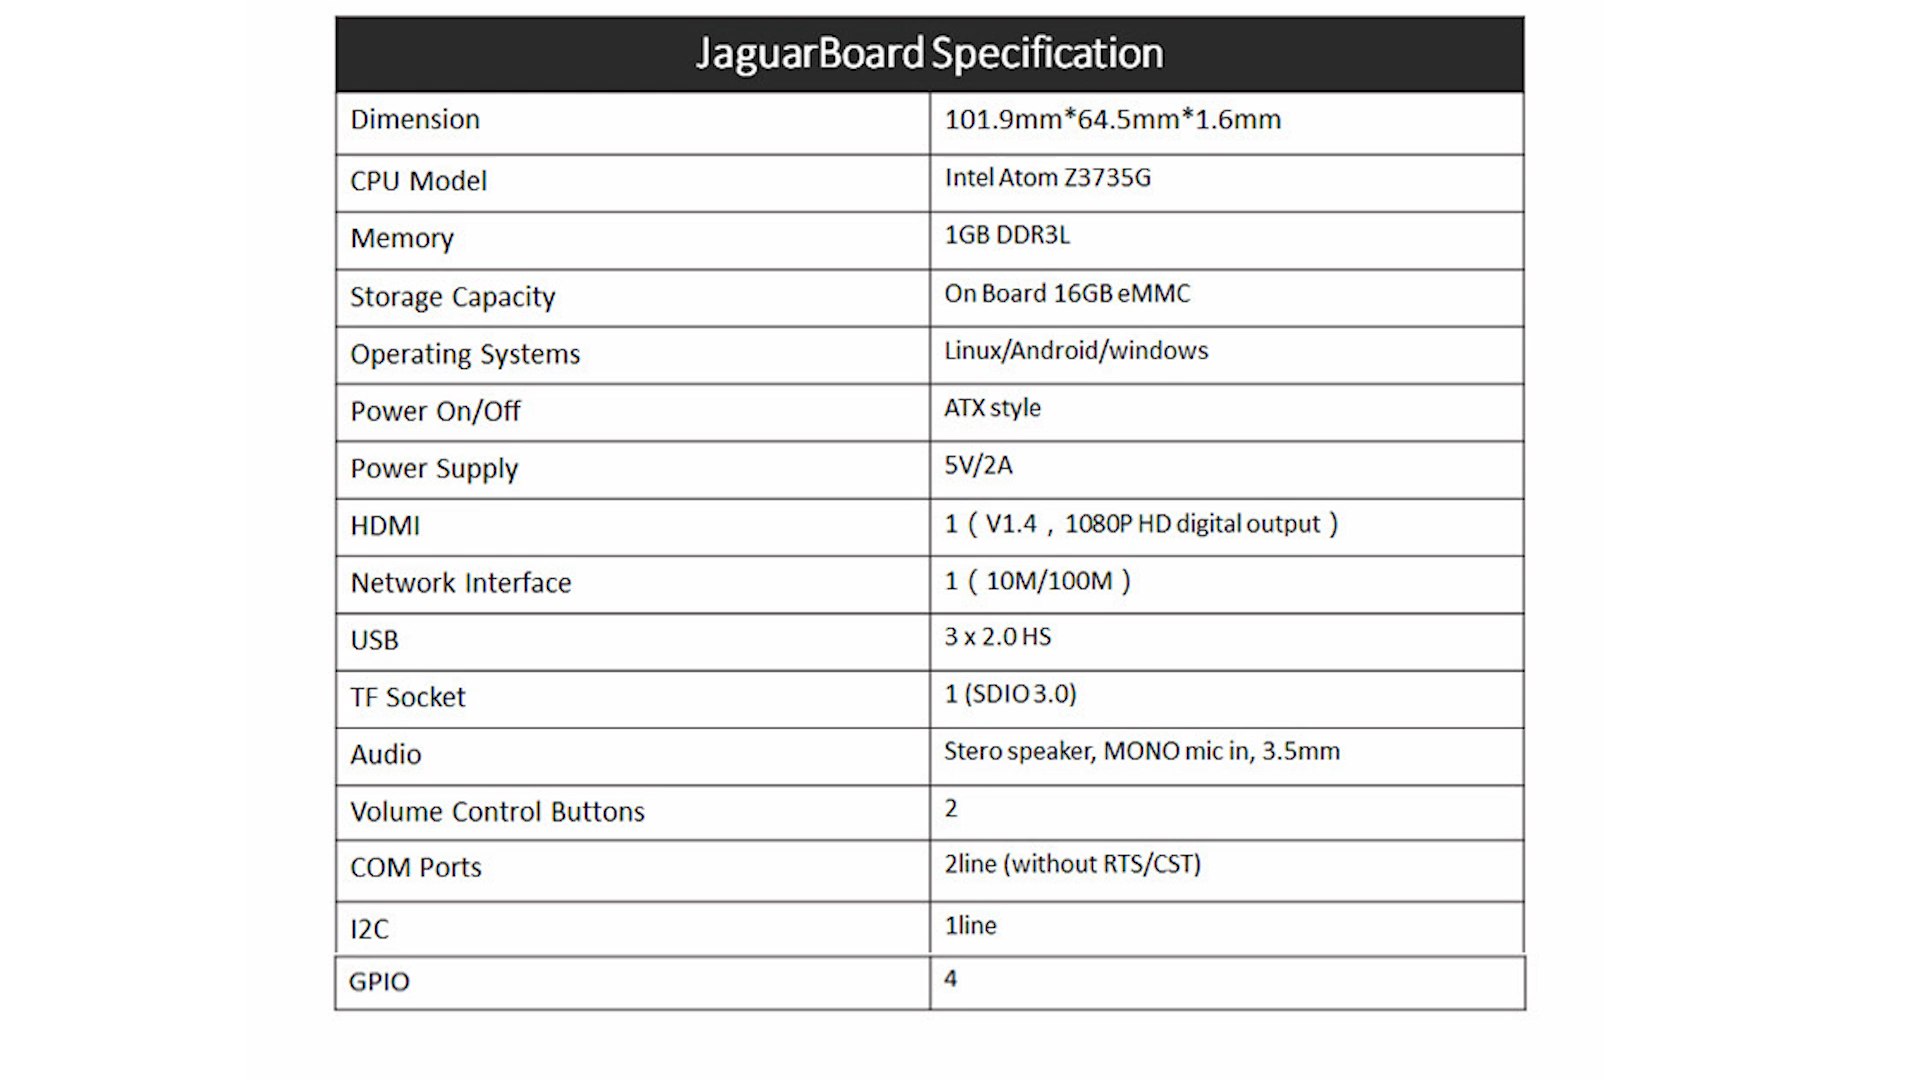 JaguarBoard Specification
Dimension 101.9mm*64.5mm*1.6mm
CPU Model Intel Atom Z3735G
Memory 1GB DDR3L
Storage Capacity On Board 16GB eMMC
Operating Systems Linux/Android/windows
Power On/Off ATX style
Power Supply 5V/2A
HDMI 1（V1.4，1080P HD digital output）
Network Interface 1（10M/100M）
USB 3 x 2.0 HS
TF Socket 1 (SDIO 3.0)
Audio Stero speaker, MONO mic in, 3.5mm
Volume Control Buttons 2
COM Ports 2line (without RTS/CST)
I2C 1line
GPIO 4